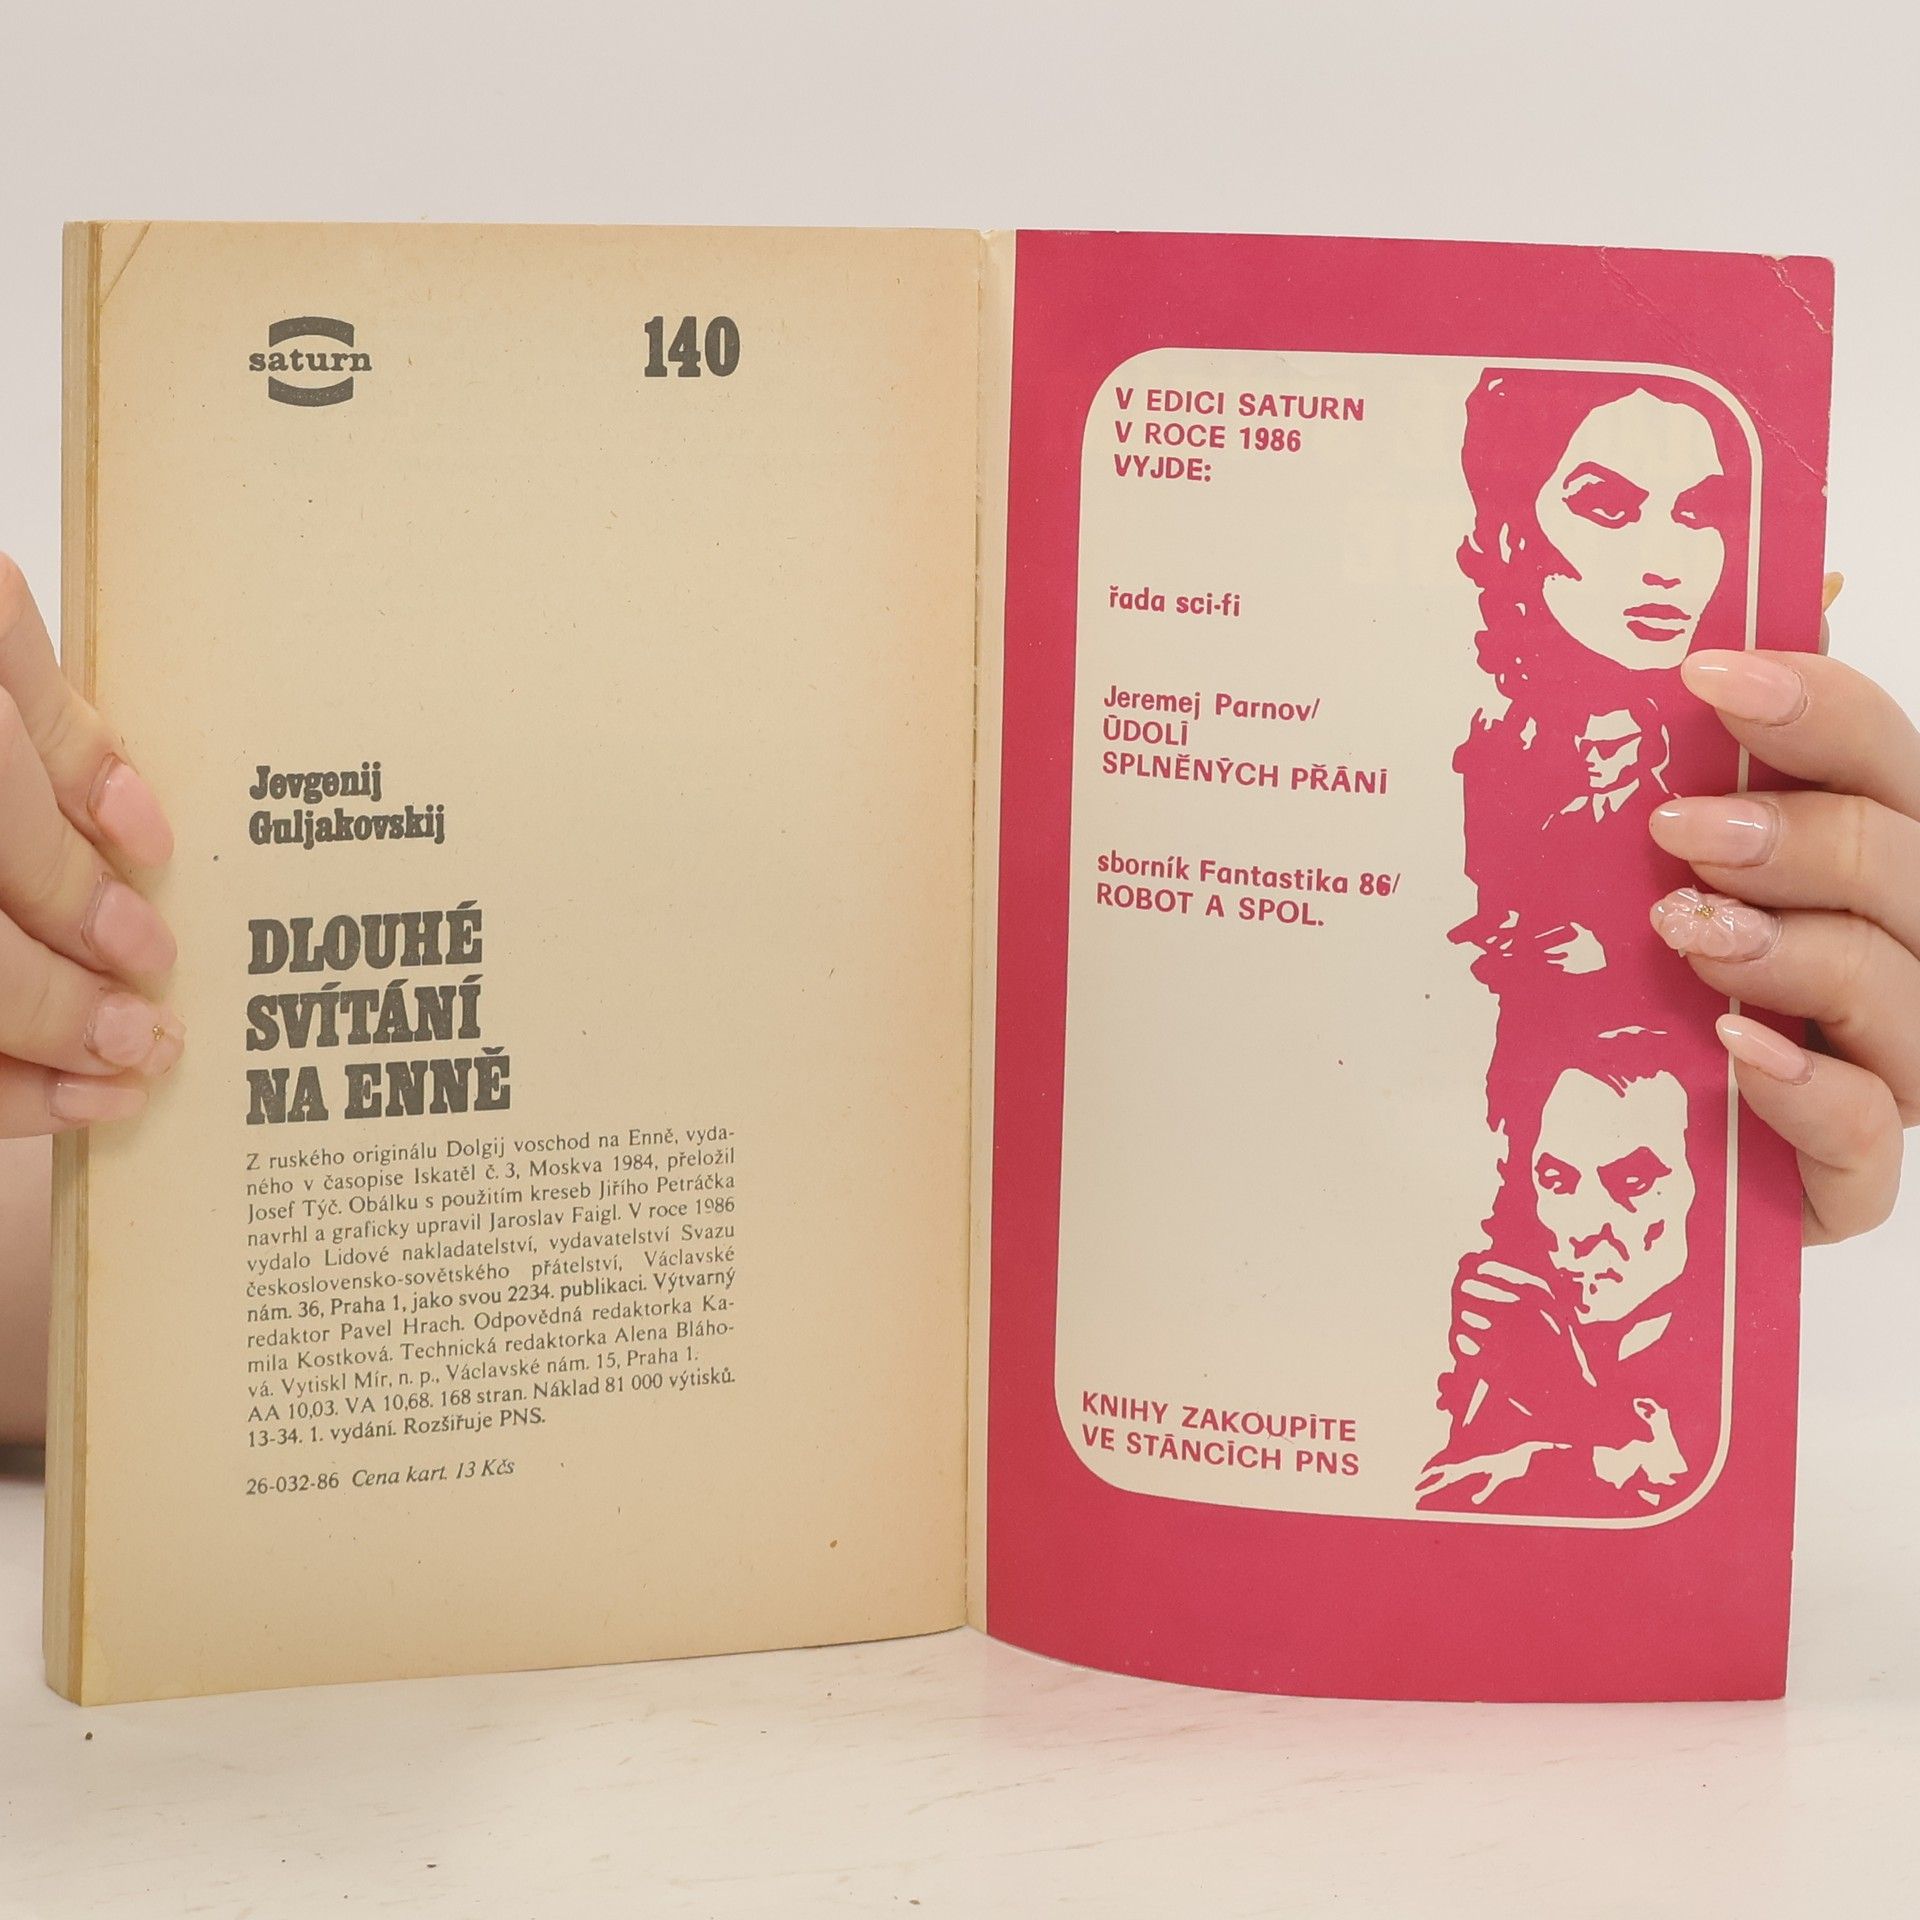 saturn
140
Jevgenij
Guljakovskij
DLOUHÉ
SVÍTÁNÍ
NA ENNĚ
Z ruského originálu Dolgij voschod na Enně, vyda-
ného v časopise Iskatěl č. 3, Moskva 1984, přeložil
Josef Týč. Obálku s použitím kreseb Jiřího Petráčka
navrhl a graficky upravil Jaroslav Faigl. V roce 1986
vydalo Lidové nakladatelství, vydavatelství Svazu
československo-sovětského přátelství, Václavské
nám. 36, Praha 1, jako svou 2234. publikaci. Výtvarný
redaktor Pavel Hrach. Odpovědná redaktorka Ka-
mila Kostková. Technická redaktorka Alena Bláho-
vá. Vytiskl Mír, n. p., Václavské nám. 15, Praha 1.
AA 10,03. VA 10,68. 168 stran. Náklad 81 000 výtisků.
13-34. 1. vydání. Rozšiřuje PNS.
26-032-86 Cena kart. 13 Kčs
V EDICI SATURN
V ROCE 1986
VYJDE:
řada sci-fi
Jeremej Parnov/
ÚDOLÍ
SPLNĚNÝCH PŘÁNÍ
sborník Fantastika 86/
ROBOT A SPOL.
KNIHY ZAKOUPÍTE
VE STÁNCÍCH PNS